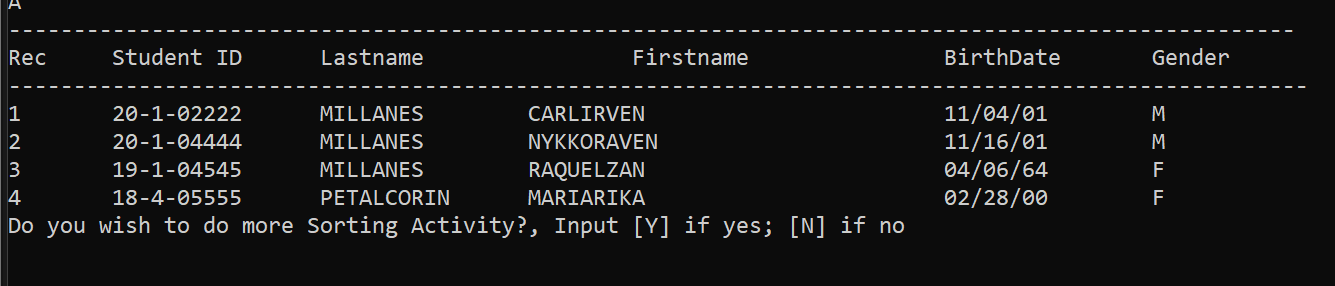 A
---------------------------------------------------------------------------------------------------
Rec Student ID Lastname Firstname BirthDate Gender
----------------------------------------------------------------------------------------------------
1 20-1-02222 MILLANES CARLIRVEN 11/04/01 M
2 20-1-04444 MILLANES NYKKORAVEN 11/16/01 M
3 19-1-04545 MILLANES RAQUELZAN 04/06/64 F
4 18-4-05555 PETALCORIN MARIARIKA 02/28/00 F
Do you wish to do more Sorting Activity?, Input [Y] if yes; [N] if no